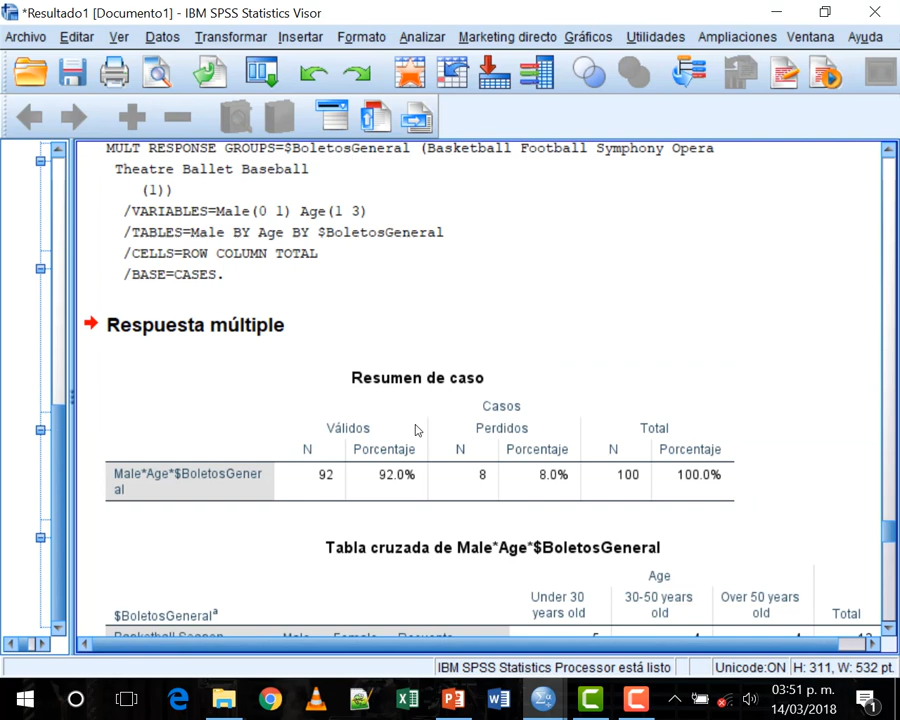 *Resultado1 [Documento1] - IBM SPSS Statistics Visor
Archivo Editar Ver Datos Transformar Insertar Formato Analizar Marketing directo Gráficos Utilidades Ampliaciones Ventana Ayuda
MULT RESPONSE GROUPS=$BoletosGeneral (Basketball Football Symphony Opera
Theatre Ballet Baseball
(1))
/VARIABLES=Male(0 1) Age(1 3)
/TABLES=Male BY Age BY $BoletosGeneral
/CELLS=ROW COLUMN TOTAL
/BASE=CASES.
Respuesta múltiple
Resumen de caso
Casos
Válidos Perdidos Total
N Porcentaje N Porcentaje N Porcentaje
Male*Age*$BoletosGener
al
92 92.0% 8 8.0% 100 100.0%
Tabla cruzada de Male*Age*$BoletosGeneral
Age
Under 30 years old 30-50 years old Over 50 years old Total
$BoletosGeneralª
IBM SPSS Statistics Processor está listo Unicode:ON H: 311, W: 532 pt.
03:51 p. m.
14/03/2018
1